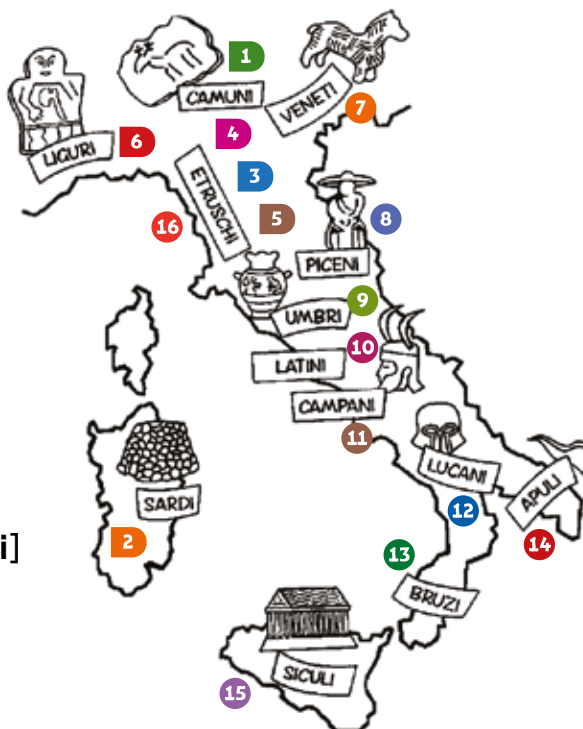 1
CAMUNI
VENETI
7
4
6
LIGURI
3
ETRUSCHI
5
16
8
PICENI
9
UMBRI
10
LATINI
CAMPANI
11
LUCANI
APULI
SARDI
12
2
14
i]
13
BRUZI
SICULI
15